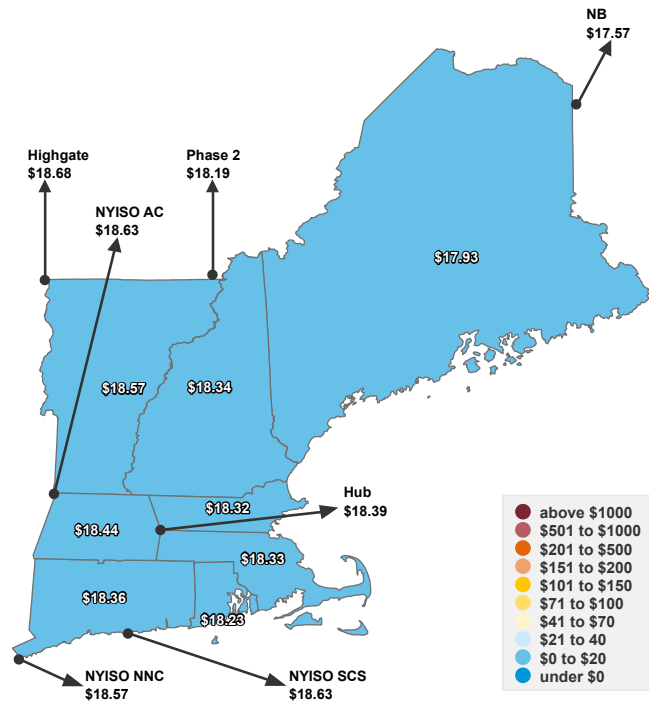 NB
$17.57
Highgate
$18.68
Phase 2
$18.19
NYISO AC
$18.63
$17.93
$18.57
$18.34
Hub
$18.39
$18.32
$18.44
$18.33
$18.36
$18.23
NYISO NNC
$18.57
NYISO SCS
$18.63
above $1000
$501 to $1000
$201 to $500
$151 to $200
$101 to $150
$71 to $100
$41 to $70
$21 to 40
$0 to $20
under $0